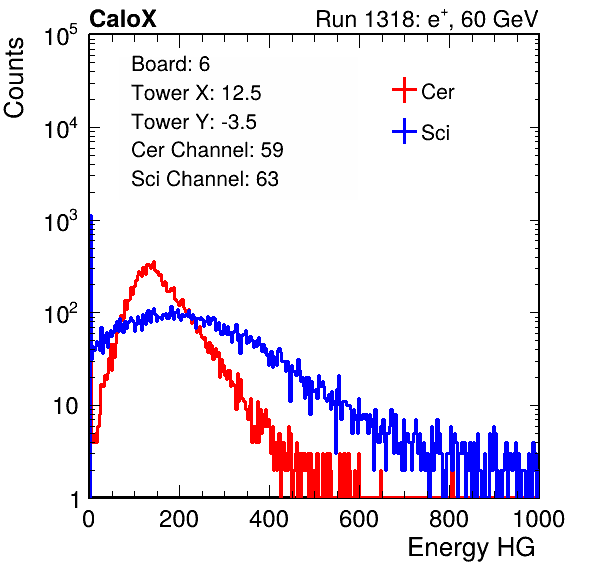 CaloX Run 1318: e⁺, 60 GeV
Counts
Board: 6
Tower X: 12.5
Tower Y: -3.5
Cer Channel: 59
Sci Channel: 63
Cer
Sci
10⁵
10⁴
10³
10²
10
1
0 200 400 600 800 1000
Energy HG